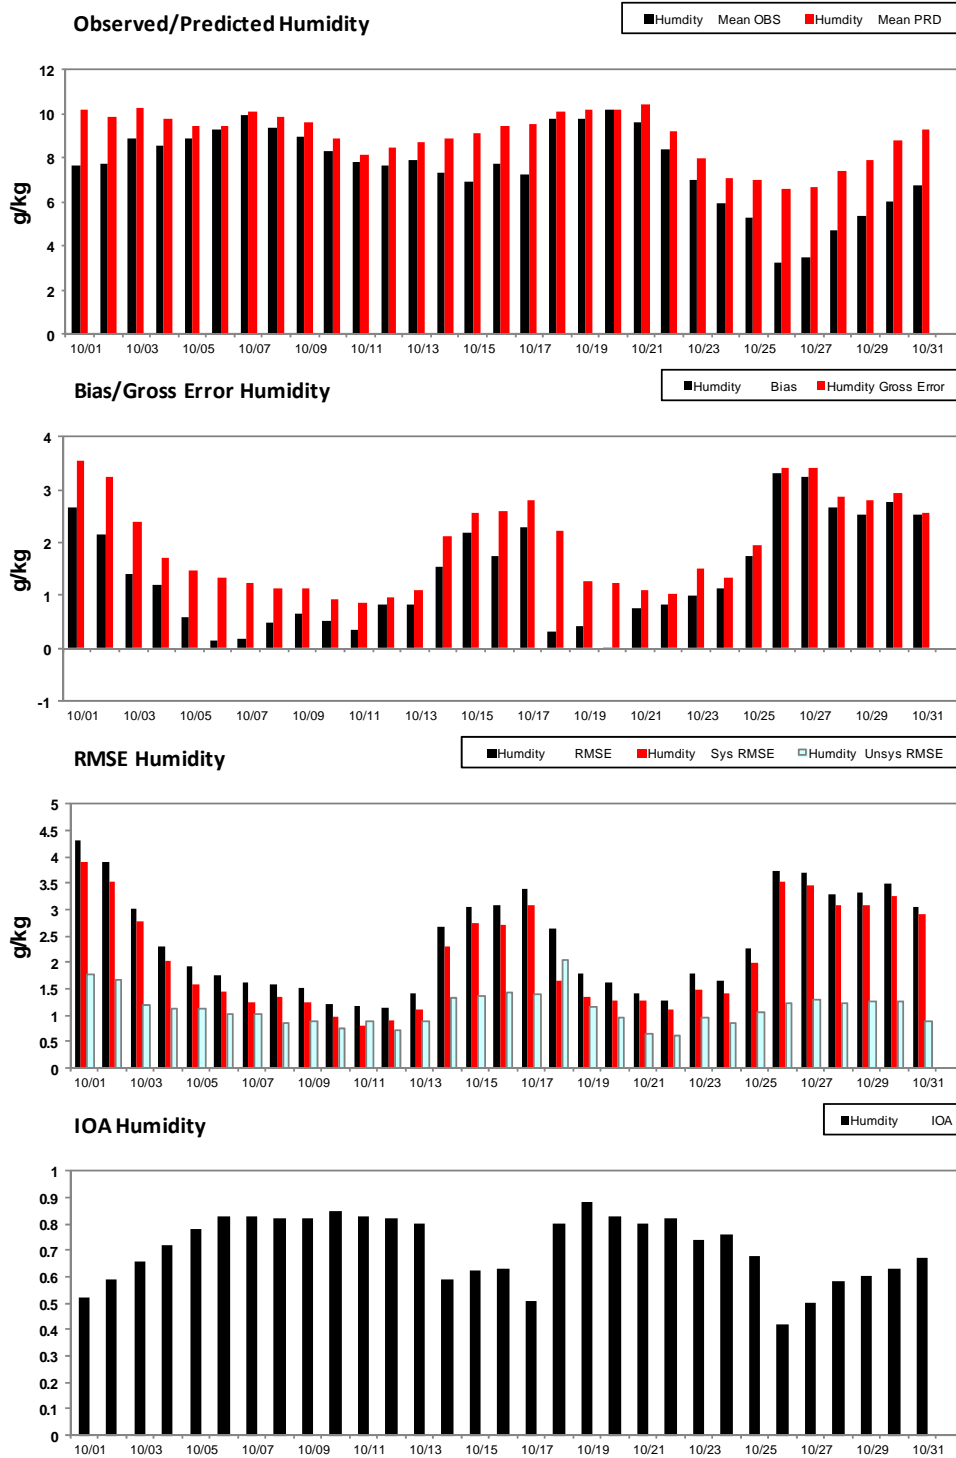 Observed/Predicted Humidity
Humdity Mean OBS Humdity Mean PRD
12
10
8
6
4
2
0
g/kg
10/01 10/03 10/05 10/07 10/09 10/11 10/13 10/15 10/17 10/19 10/21 10/23 10/25 10/27 10/29 10/31
Bias/Gross Error Humidity
Humdity Bias Humdity Gross Error
4
3
2
1
0
-1
g/kg
10/01 10/03 10/05 10/07 10/09 10/11 10/13 10/15 10/17 10/19 10/21 10/23 10/25 10/27 10/29 10/31
RMSE Humidity
Humdity RMSE Humdity Sys RMSE Humdity Unsys RMSE
5
4.5
4
3.5
3
2.5
2
1.5
1
0.5
0
g/kg
10/01 10/03 10/05 10/07 10/09 10/11 10/13 10/15 10/17 10/19 10/21 10/23 10/25 10/27 10/29 10/31
IOA Humidity
Humdity IOA
1
0.9
0.8
0.7
0.6
0.5
0.4
0.3
0.2
0.1
0
10/01 10/03 10/05 10/07 10/09 10/11 10/13 10/15 10/17 10/19 10/21 10/23 10/25 10/27 10/29 10/31